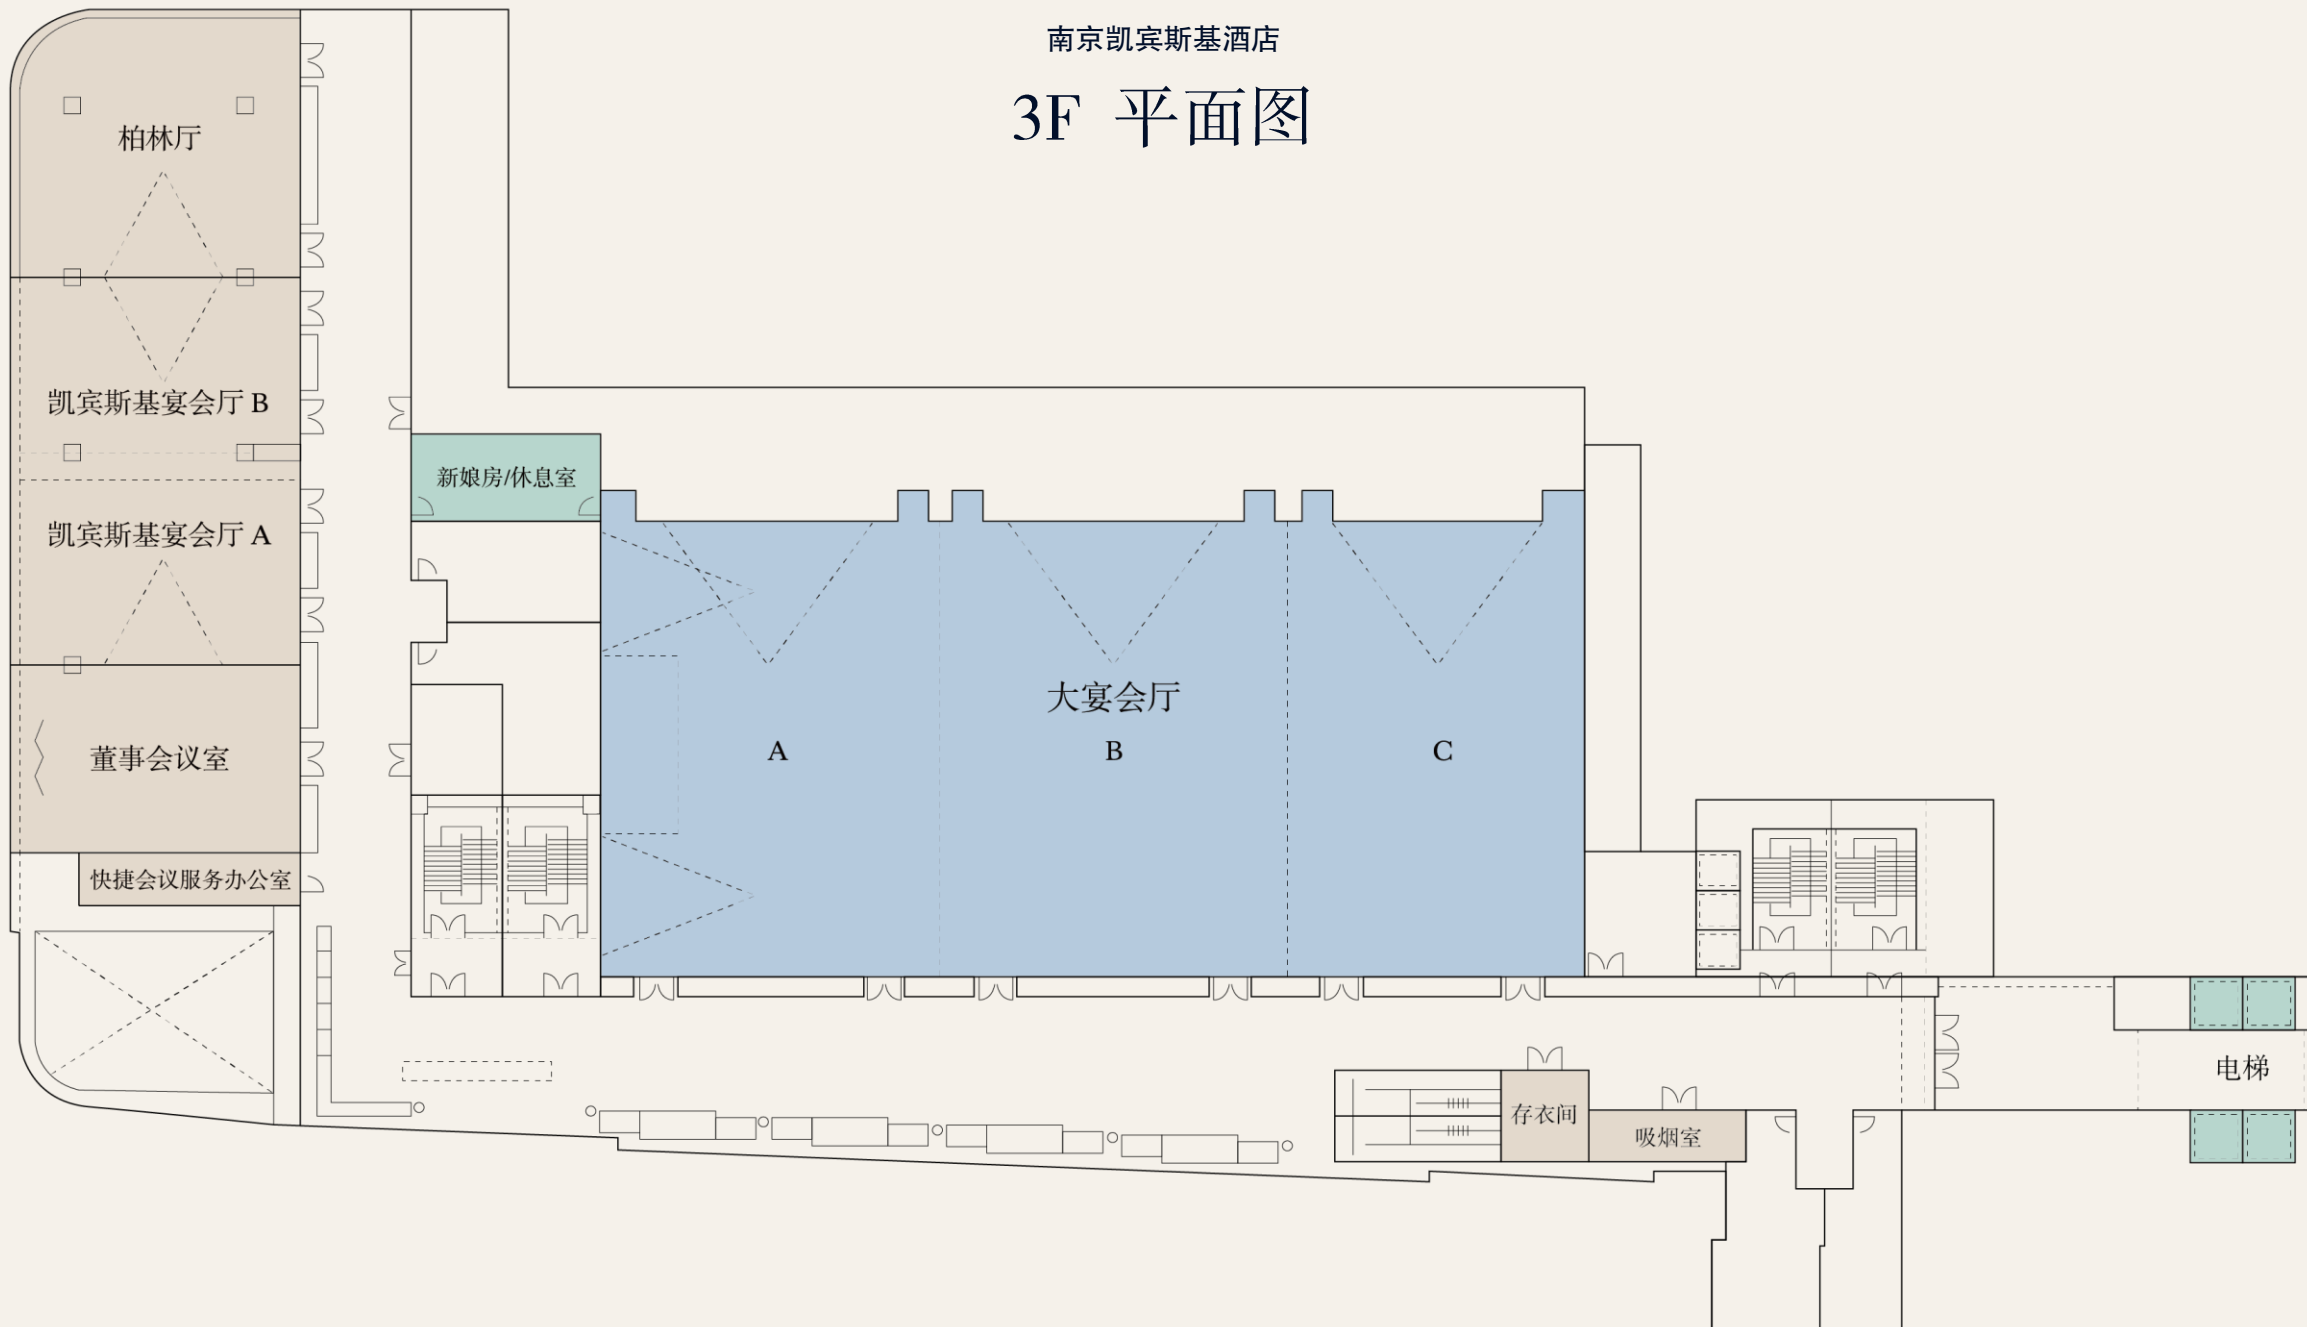 南京凯宾斯基酒店
3F 平面图
柏林厅
凯宾斯基宴会厅 B
新娘房/休息室
凯宾斯基宴会厅 A
大宴会厅
A
B
C
董事会议室
快捷会议服务办公室
电梯
存衣间
吸烟室